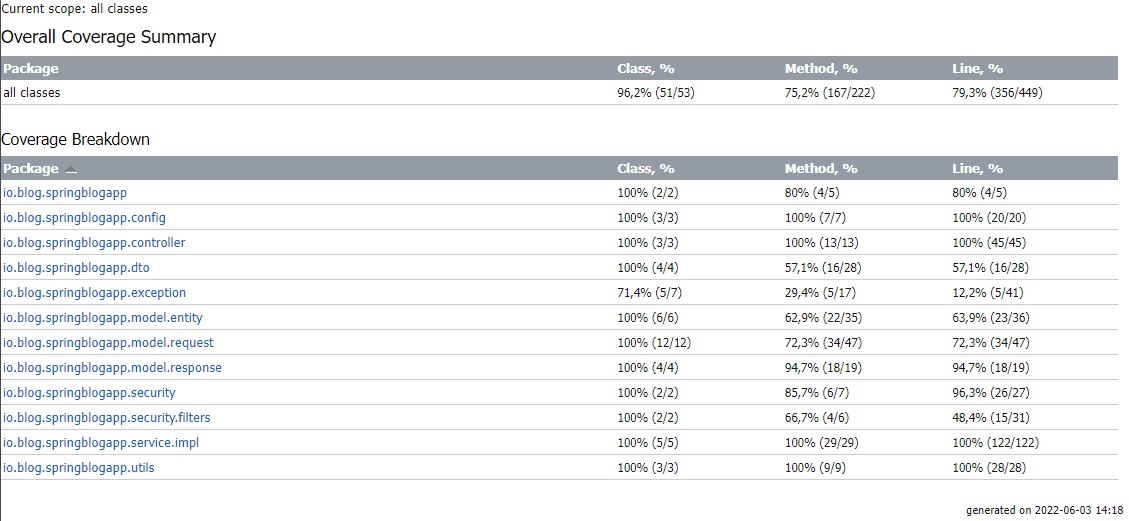 Current scope: all classes
Overall Coverage Summary
Package Class, % Method, % Line, %
all classes 96,2% (51/53) 75,2% (167/222) 79,3% (356/449)
Coverage Breakdown
Package Class, % Method, % Line, %
io.blog.springblogapp 100% (2/2) 80% (4/5) 80% (4/5)
io.blog.springblogapp.config 100% (3/3) 100% (7/7) 100% (20/20)
io.blog.springblogapp.controller 100% (3/3) 100% (13/13) 100% (45/45)
io.blog.springblogapp.dto 100% (4/4) 57,1% (16/28) 57,1% (16/28)
io.blog.springblogapp.exception 71,4% (5/7) 29,4% (5/17) 12,2% (5/41)
io.blog.springblogapp.model.entity 100% (6/6) 62,9% (22/35) 63,9% (23/36)
io.blog.springblogapp.model.request 100% (12/12) 72,3% (34/47) 72,3% (34/47)
io.blog.springblogapp.model.response 100% (4/4) 94,7% (18/19) 94,7% (18/19)
io.blog.springblogapp.security 100% (2/2) 85,7% (6/7) 96,3% (26/27)
io.blog.springblogapp.security.filters 100% (2/2) 66,7% (4/6) 48,4% (15/31)
io.blog.springblogapp.service.impl 100% (5/5) 100% (29/29) 100% (122/122)
io.blog.springblogapp.utils 100% (3/3) 100% (9/9) 100% (28/28)
generated on 2022-06-03 14:18